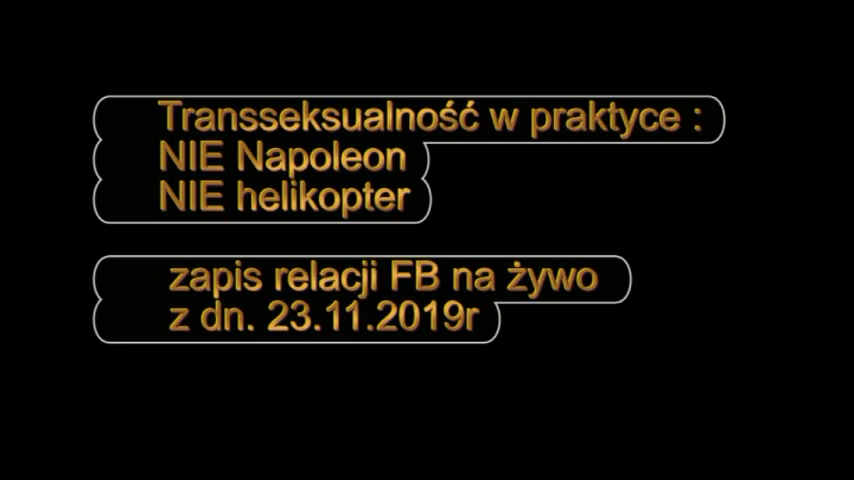 Transseksualność w praktyce :
NIE Napoleon
NIE helikopter
zapis relacji FB na żywo
z dn. 23.11.2019r